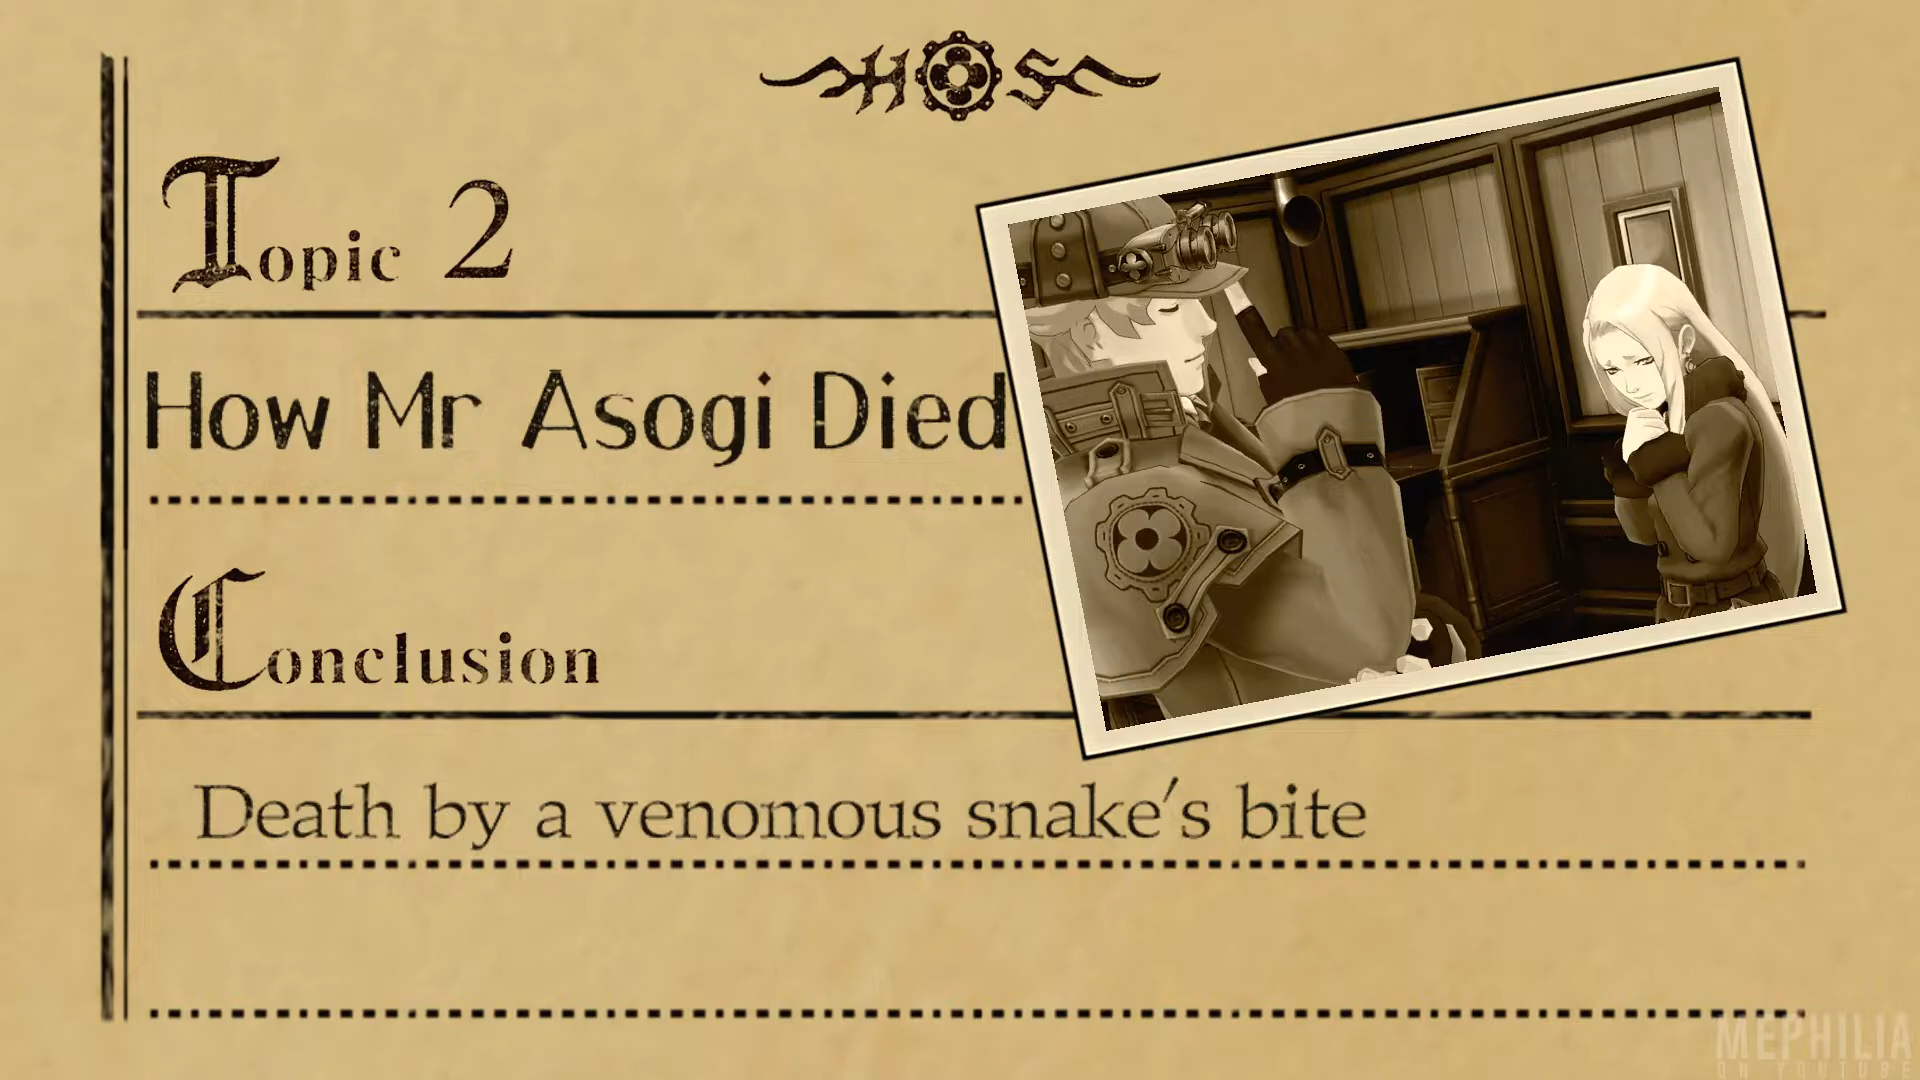 H S
Topic 2
How Mr Asogi Died
Conclusion
Death by a venomous snake's bite
MEPHILIA
ON YOUTUBE